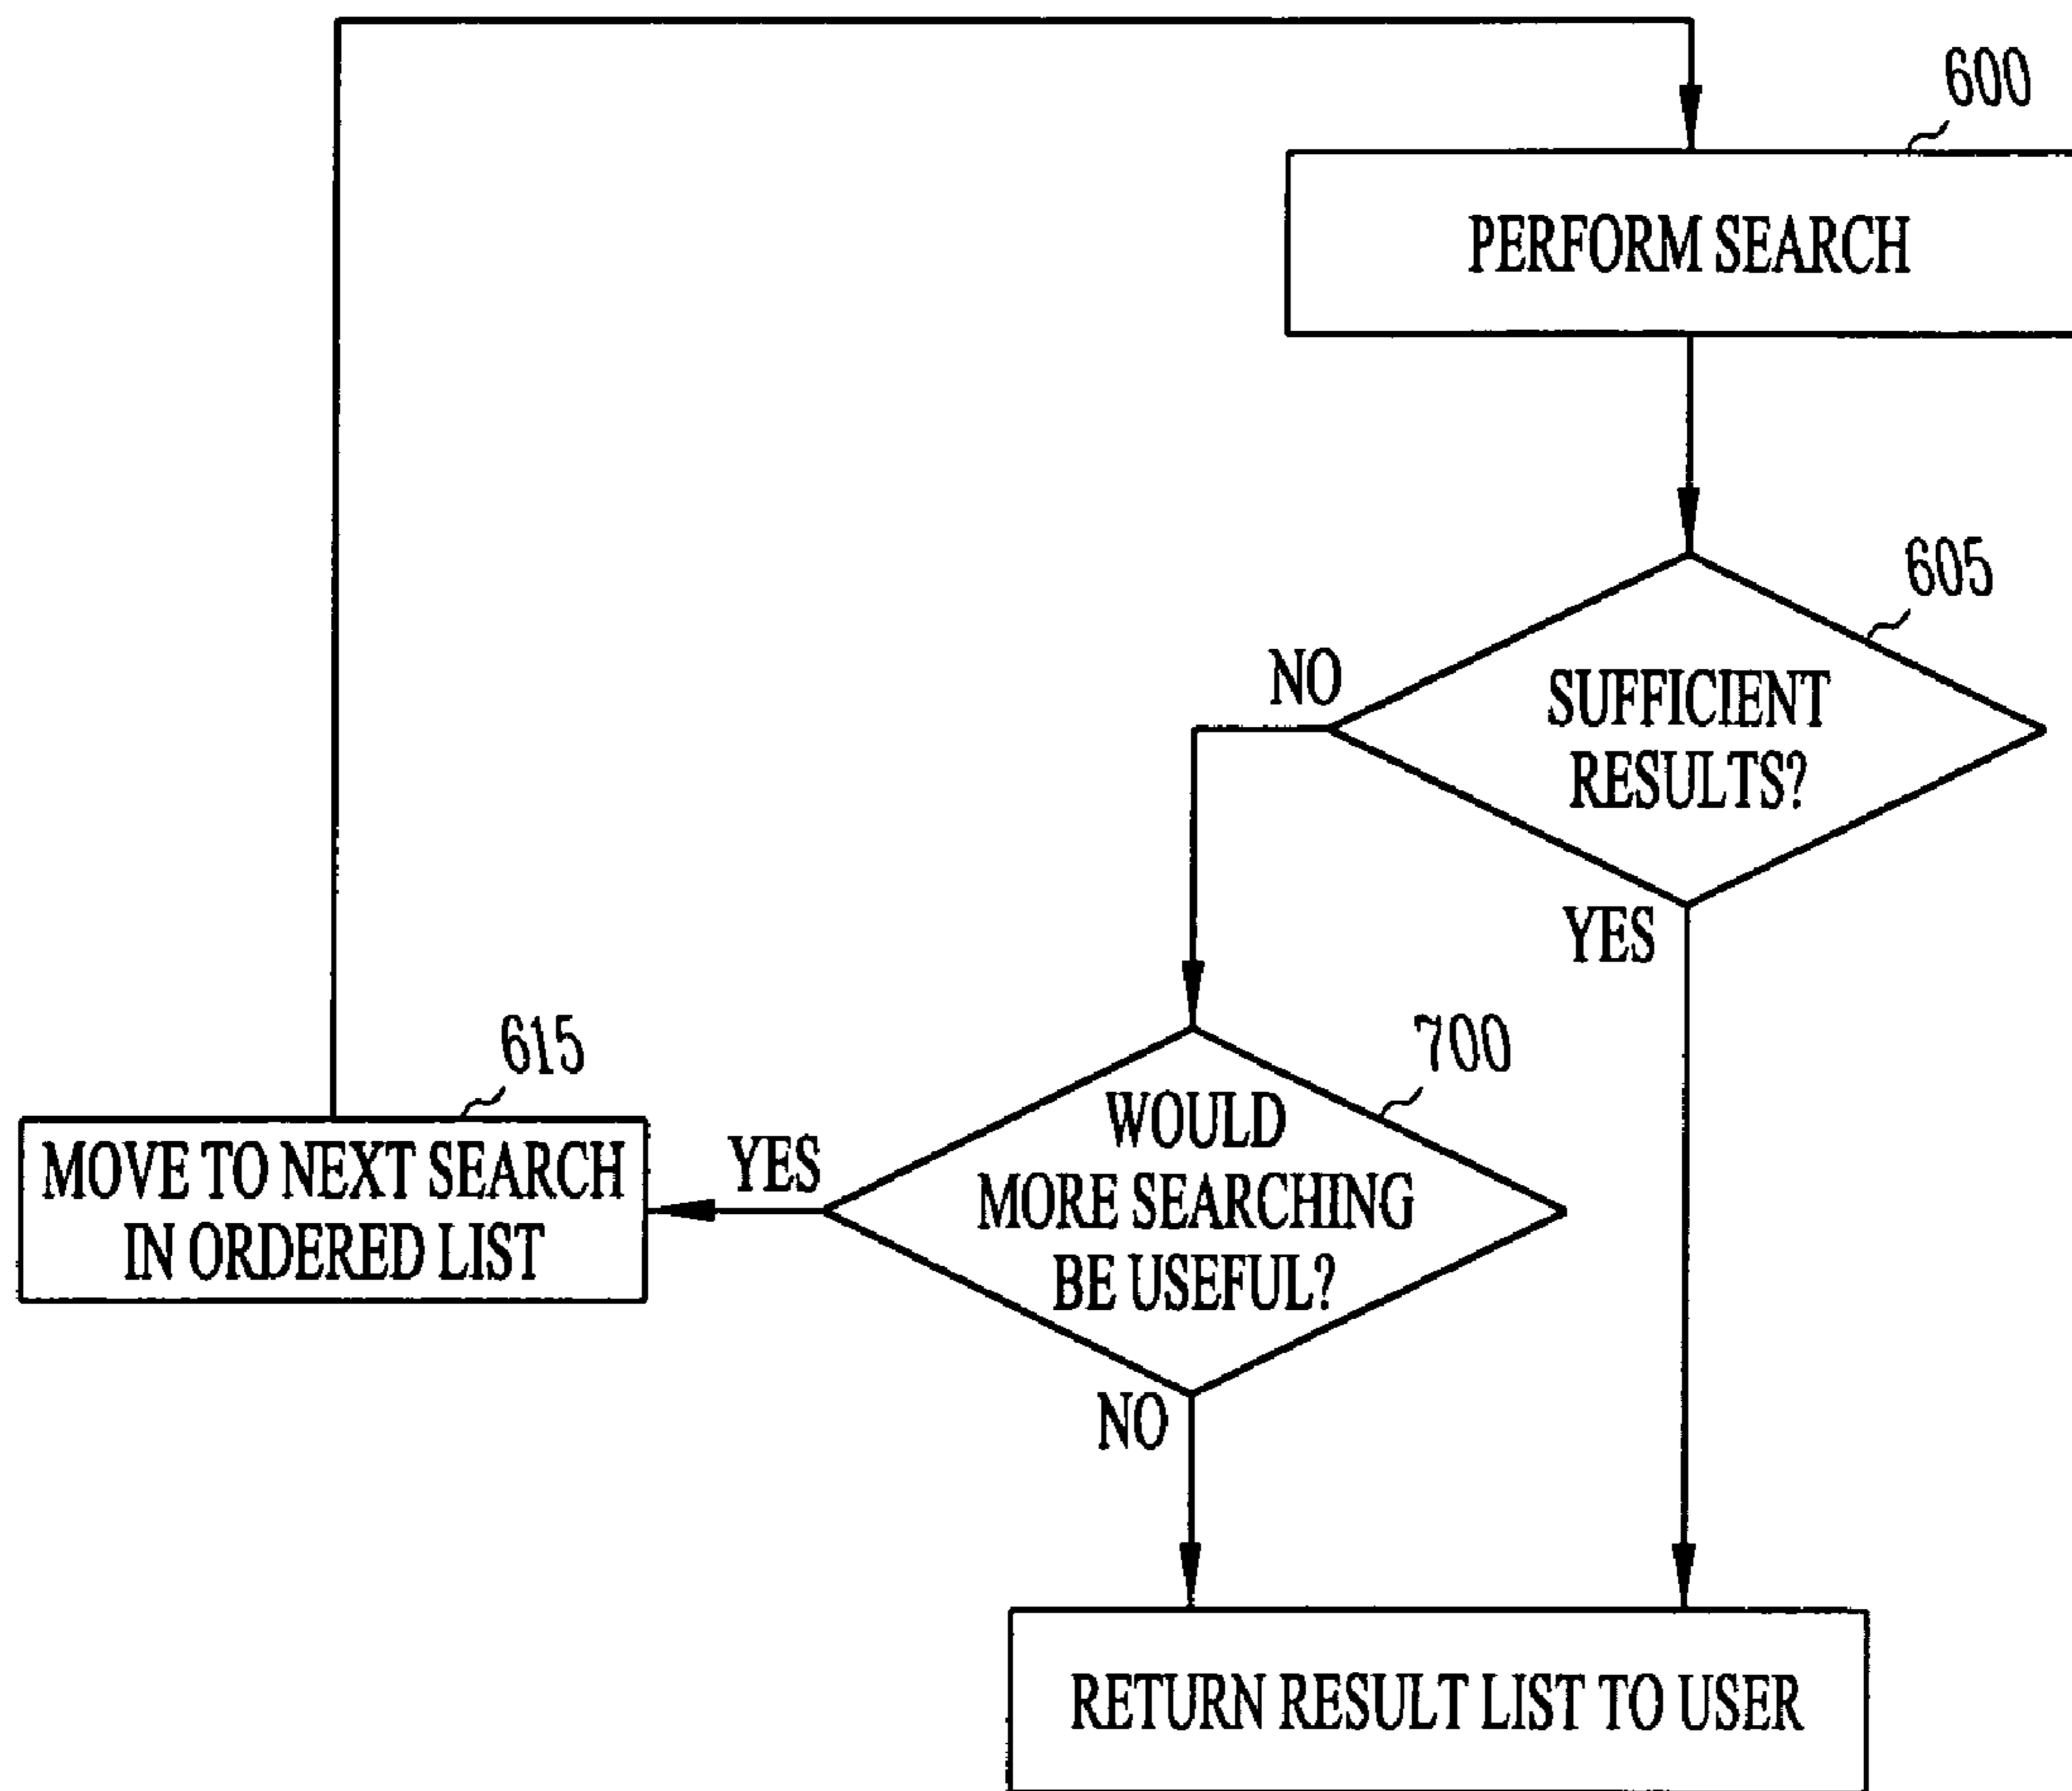 600
PERFORM SEARCH
605
NO
SUFFICIENT
RESULTS?
YES
700
615
WOULD
MORE SEARCHING
BE USEFUL?
YES
MOVE TO NEXT SEARCH
IN ORDERED LIST
NO
RETURN RESULT LIST TO USER